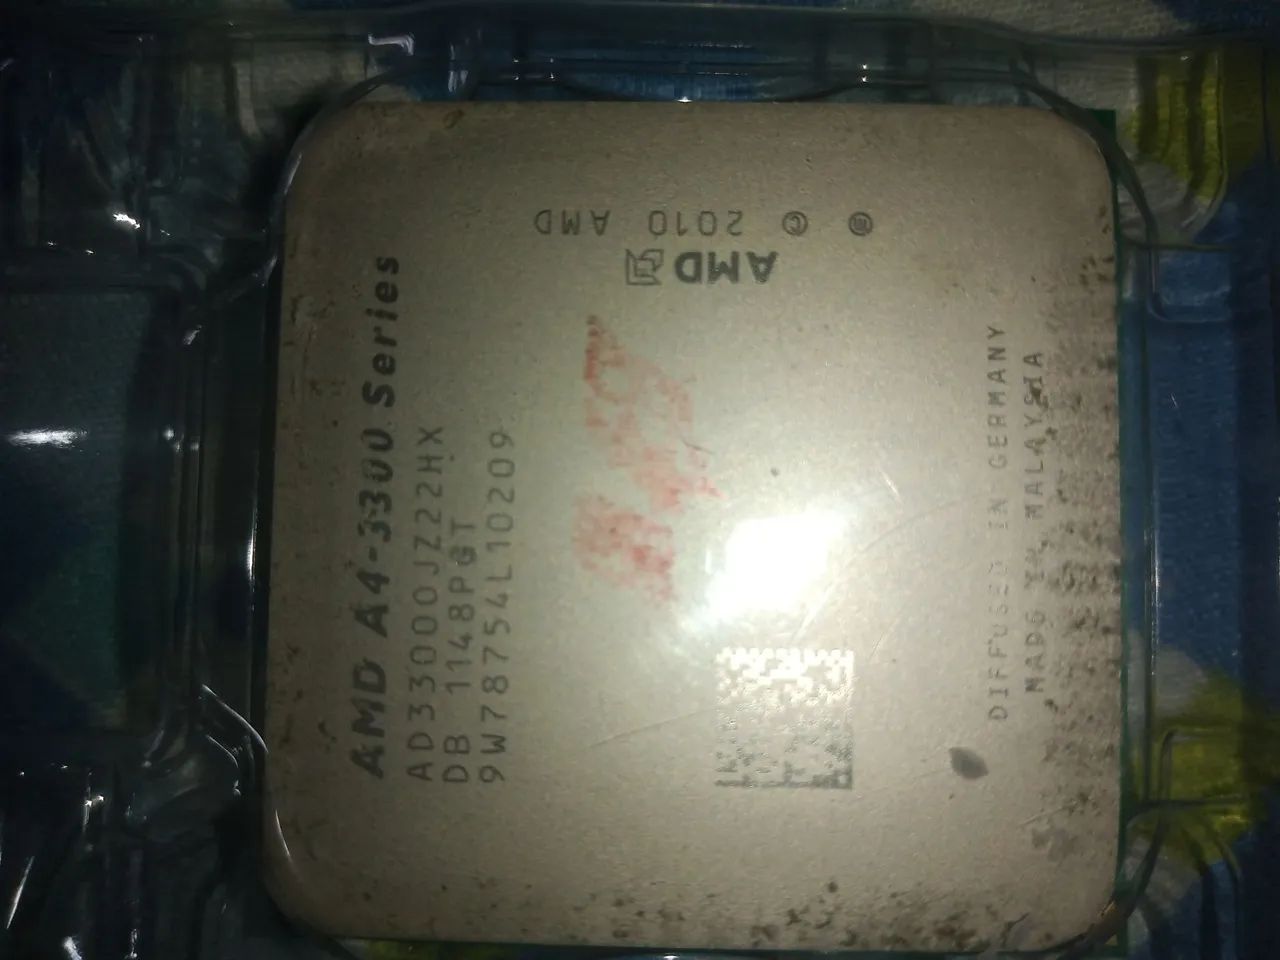 AMD A4-3300 Series
AD3300OJZ22HX
DB 1148PGT
9W78754L10209
AMD
ⓜ © 2010 AMD
DIFFUSED IN GERMANY
MADE IN MALAYSIA